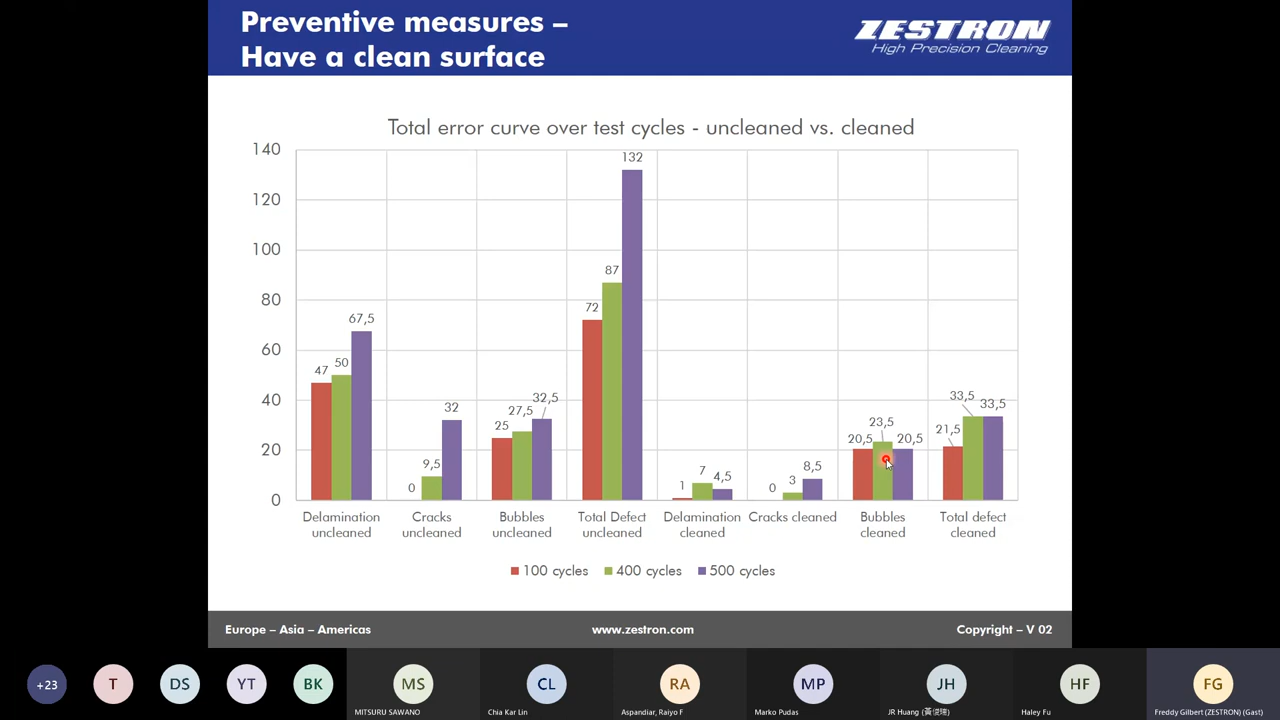 Preventive measures –
Have a clean surface
ZESTRON
High Precision Cleaning
Total error curve over test cycles - uncleaned vs. cleaned
140
120
100
80
60
40
20
0
47
50
67,5
0
9,5
32
25
27,5
32,5
72
87
132
1
7
4,5
0
3
8,5
20,5
23,5
20,5
21,5
33,5
33,5
Delamination uncleaned
Cracks uncleaned
Bubbles uncleaned
Total Defect uncleaned
Delamination cleaned
Cracks cleaned
Bubbles cleaned
Total defect cleaned
100 cycles 400 cycles 500 cycles
Europe – Asia – Americas www.zestron.com Copyright – V 02
+23 T DS YT BK MS CL RA MP JH HF FG
MITSURU SAWANO Chia Kar Lin Aspandiar, Raiyo F Marko Pudas JR Huang Haley Fu Freddy Gilbert (ZESTRON) (Gast)